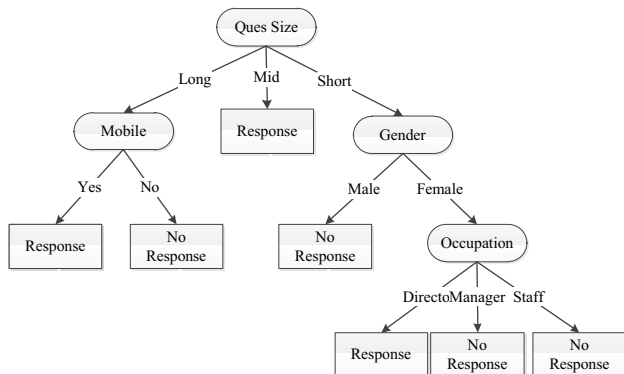 Ques Size
Long
Mid
Short
Mobile
Response
Gender
Yes
No
Male
Female
Response
No
Response
No
Response
Occupation
DirectoManager
Staff
Response
No
Response
No
Response